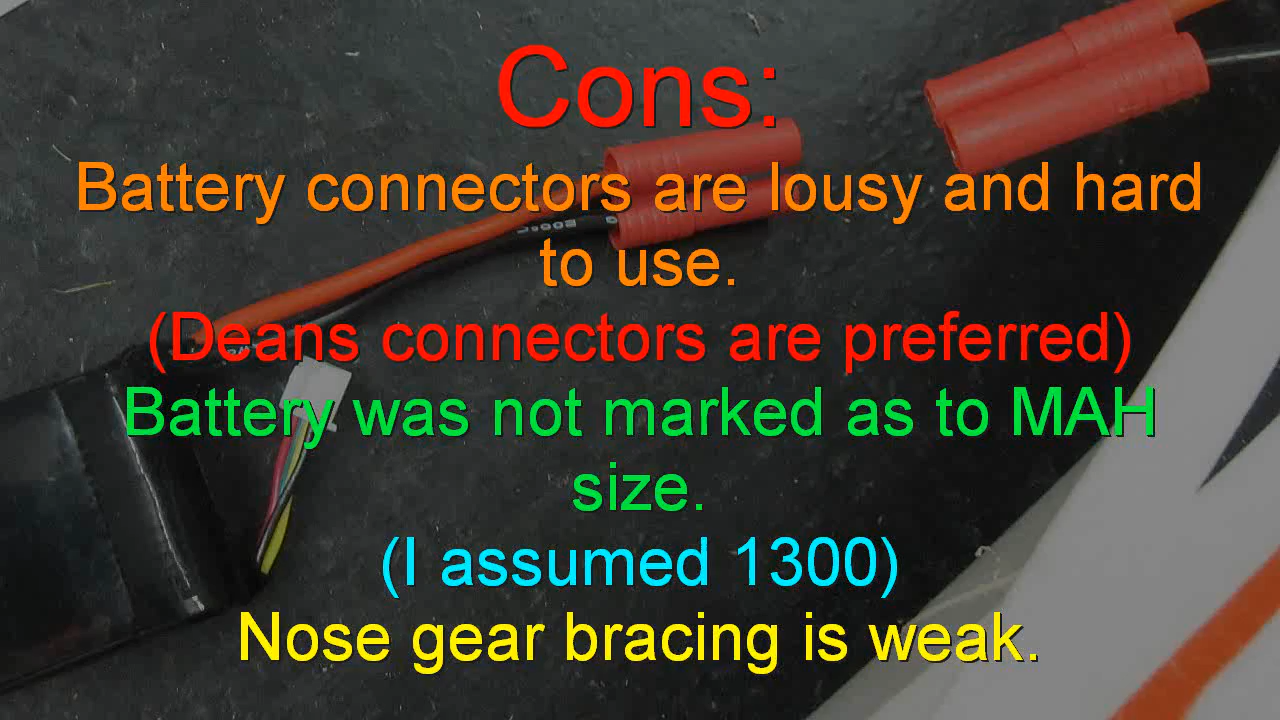 Cons:
Battery connectors are lousy and hard
to use.
(Deans connectors are preferred)
Battery was not marked as to MAH
size.
(I assumed 1300)
Nose gear bracing is weak.